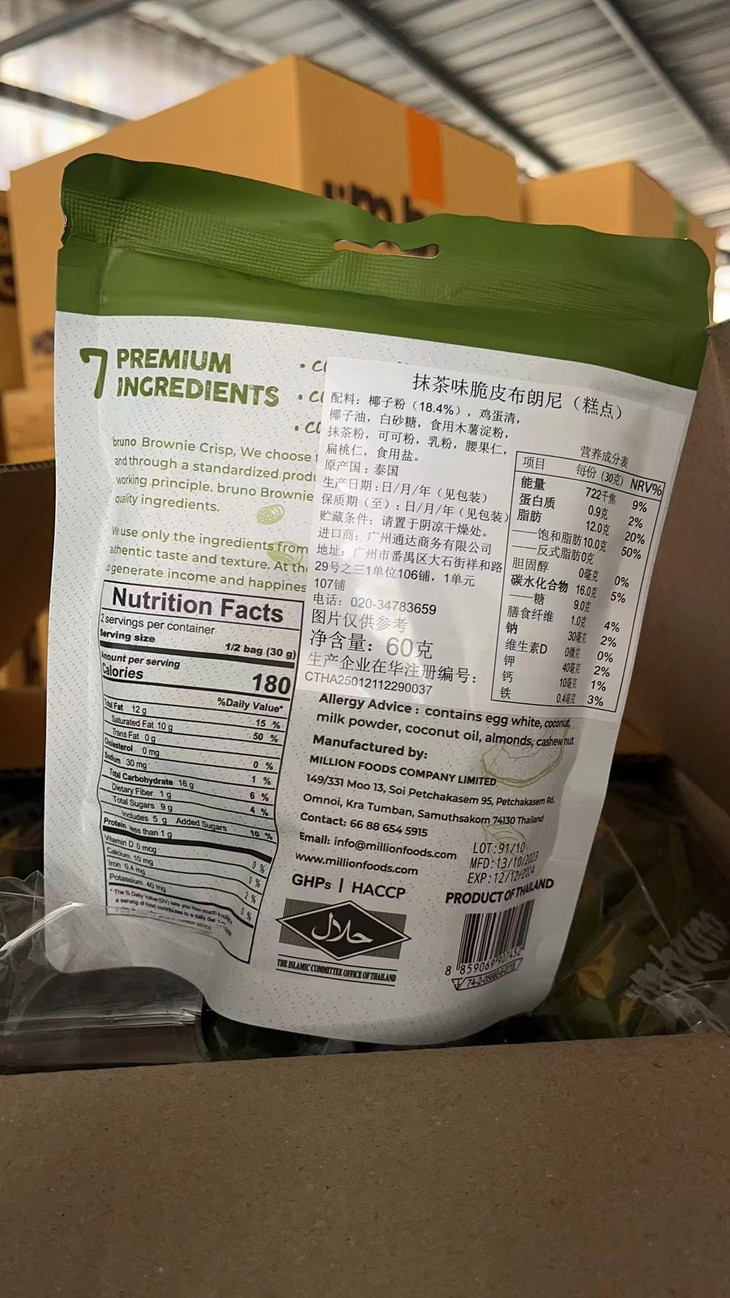 7 PREMIUM
INGREDIENTS
bruno Brownie Crisp, We choose
and through a standardized
working principle. bruno Brownie
quality ingredients.
We use only the ingredients from
authentic taste and texture. At the
generate income and
Nutrition Facts
2 servings per container
Serving size 1/2 bag (30 g)
Amount per serving
Calories 180
%Daily Value*
Total Fat 12 g 15 %
Saturated Fat 10 g 50 %
Trans Fat 0 g
Cholesterol 0 mg 0 %
Sodium 30 mg 1 %
Total Carbohydrate 16 g 6 %
Dietary Fiber 1 g 4 %
Total Sugars 9 g
Includes 5 g Added Sugars 10 %
Protein less than 1 g
Vitamin D 0 mcg 0 %
Calcium 10 mg 0 %
Iron 0.4 mg 2 %
Potassium 40 mg 0 %
抹茶味脆皮布朗尼（糕点）
配料：椰子粉（18.4%），鸡蛋清，
椰子油，白砂糖，食用木薯淀粉，
抹茶粉，可可粉，乳粉，腰果仁，
扁桃仁，食用盐。
原产国：泰国
生产日期：日/月/年（见包装）
保质期（至）：日/月/年（见包装）
贮藏条件：请置于阴凉干燥处。
进口商：广州通达商务有限公司
地址：广州市番禺区大石街祥和路
29号之三1单位106铺，1单元
107铺
电话：020-34783659
图片仅供参考
净含量：60克
生产企业在华注册编号：
CTHA25012112290037
营养成分表
项目 每份（30克） NRV%
能量 722千焦 9%
蛋白质 0.9克 2%
脂肪 12.0克 20%
——饱和脂肪 10.0克 50%
——反式脂肪 0克
胆固醇 0毫克 0%
碳水化合物 16.0克 5%
——糖 9.0克
膳食纤维 1.0克 4%
钠 30毫克 2%
维生素D 0微克 0%
钾 40毫克 2%
钙 10毫克 1%
铁 0.4毫克 3%
Allergy Advice : contains egg white, coconut,
milk powder, coconut oil, almonds, cashew nut
Manufactured by:
MILLION FOODS COMPANY LIMITED
149/331 Moo 13, Soi Petchakasem 95, Petchakasem Rd.
Omnoi, Kra Tumban, Samuthsakorn 74130 Thailand
Contact: 66 88 654 5915
Email: info@millionfoods.com
www.millionfoods.com
LOT: 91/10
MFD: 13/10/2023
EXP: 12/12/2024
GHPs | HACCP
PRODUCT OF THAILAND
حلال
THE ISLAMIC COMMITTEE OFFICE OF THAILAND